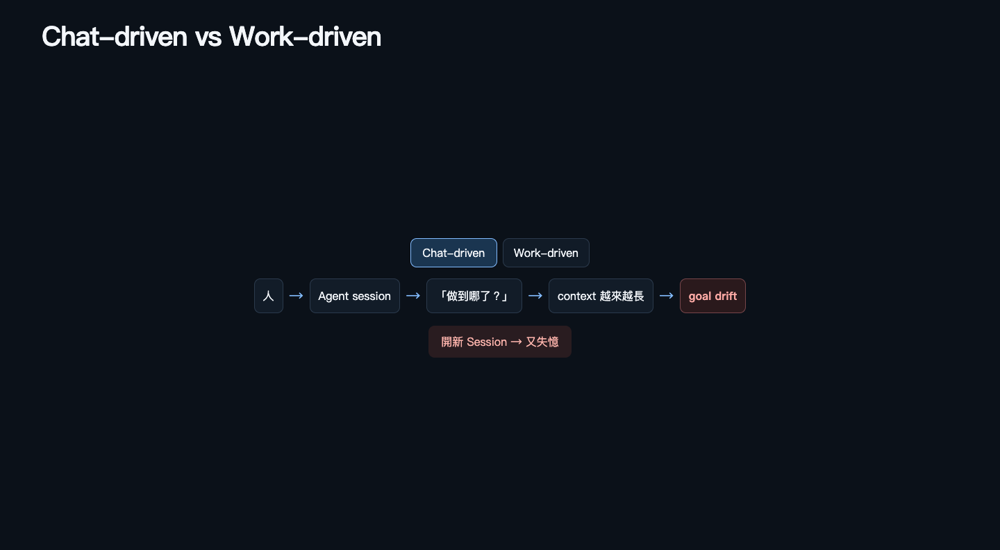 Chat-driven vs Work-driven
Chat-driven Work-driven
人 → Agent session → 「做到哪了？」 → context 越來越長 → goal drift
開新 Session → 又失憶